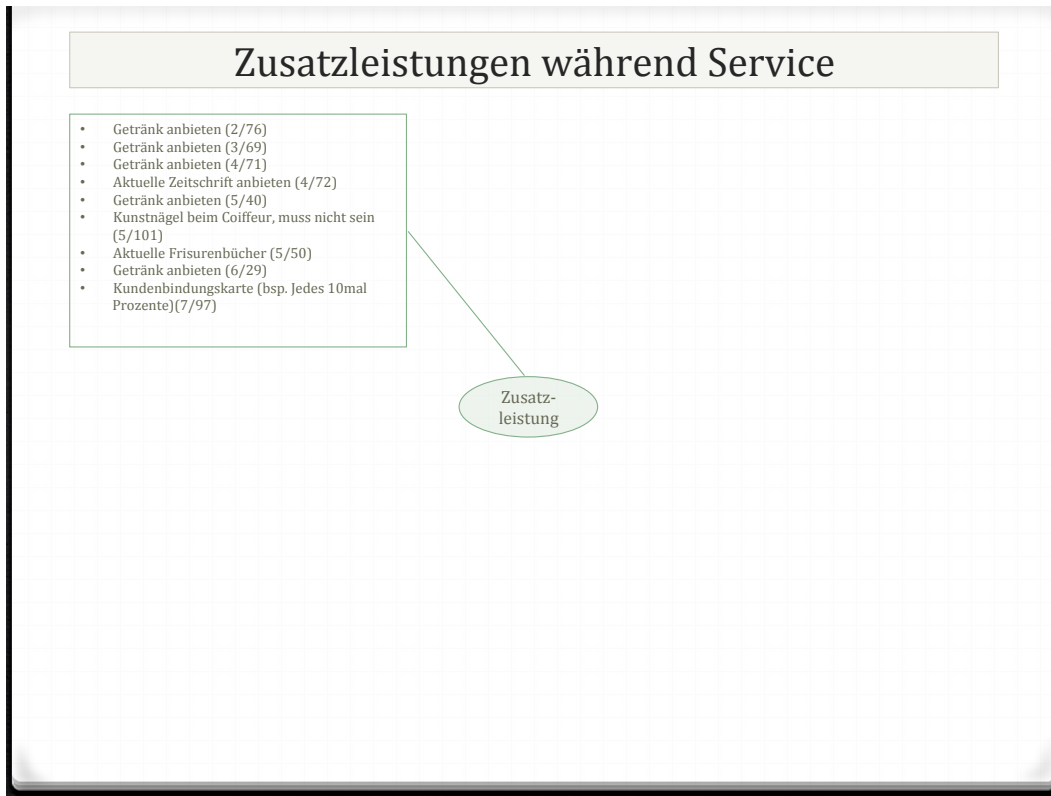 Zusatzleistungen während Service
• Getränk anbieten (2/76)
• Getränk anbieten (3/69)
• Getränk anbieten (4/71)
• Aktuelle Zeitschrift anbieten (4/72)
• Getränk anbieten (5/40)
• Kunstnägel beim Coiffeur, muss nicht sein
(5/101)
• Aktuelle Frisurenbücher (5/50)
• Getränk anbieten (6/29)
• Kundenbindungskarte (bsp. Jedes 10mal
Prozente)(7/97)
Zusatz-
leistung